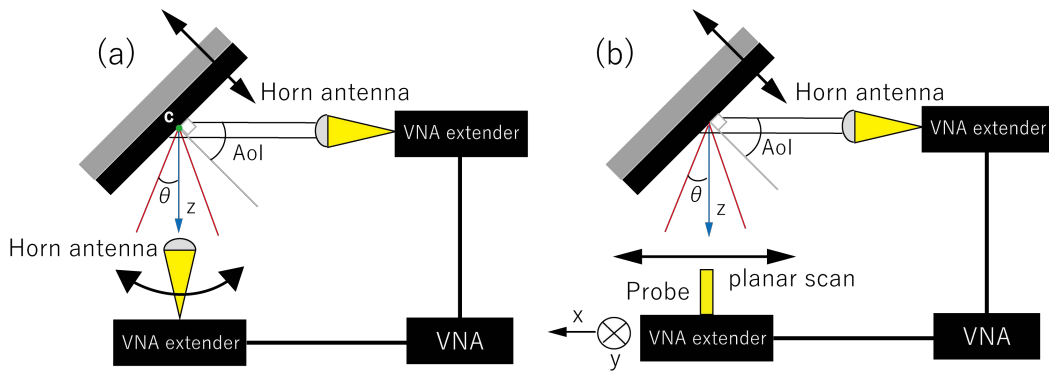 (a)
Horn antenna
c
VNA extender
AoI
θ
z
Horn antenna
VNA extender
VNA
(b)
Horn antenna
VNA extender
AoI
θ
z
planar scan
Probe
x
y
VNA extender
VNA